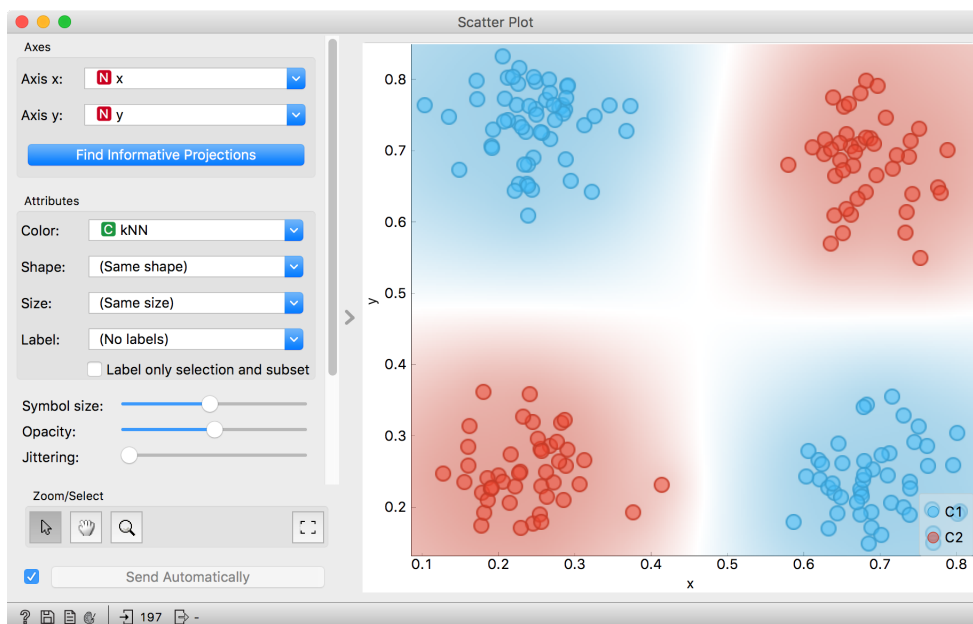 Scatter Plot
Axes
Axis x: N x
Axis y: N y
Find Informative Projections
Attributes
Color: C kNN
Shape: (Same shape)
Size: (Same size)
Label: (No labels)
Label only selection and subset
Symbol size:
Opacity:
Jittering:
Zoom/Select
Send Automatically
? 197 -
0.8
0.7
0.6
0.5
0.4
0.3
0.2
y
0.1 0.2 0.3 0.4 0.5 0.6 0.7 0.8
x
C1
C2